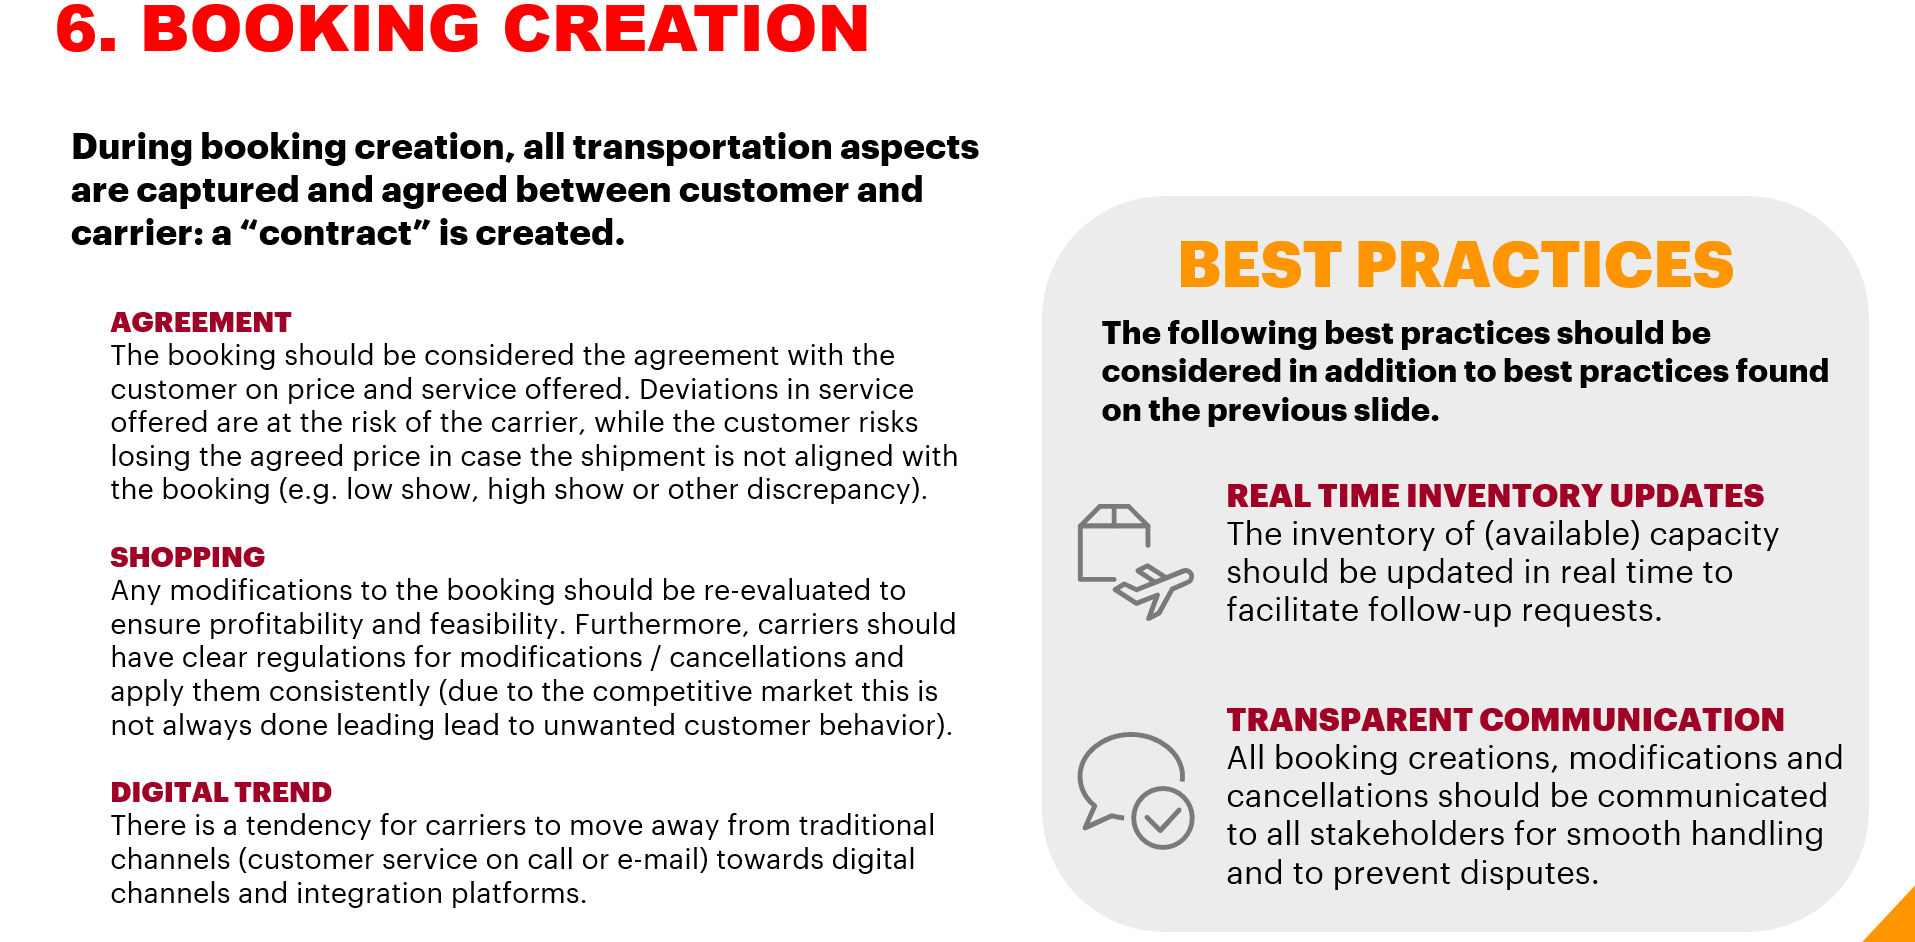 6. BOOKING CREATION
During booking creation, all transportation aspects
are captured and agreed between customer and
carrier: a “contract” is created.
AGREEMENT
The booking should be considered the agreement with the
customer on price and service offered. Deviations in service
offered are at the risk of the carrier, while the customer risks
losing the agreed price in case the shipment is not aligned with
the booking (e.g. low show, high show or other discrepancy).
SHOPPING
Any modifications to the booking should be re-evaluated to
ensure profitability and feasibility. Furthermore, carriers should
have clear regulations for modifications / cancellations and
apply them consistently (due to the competitive market this is
not always done leading lead to unwanted customer behavior).
DIGITAL TREND
There is a tendency for carriers to move away from traditional
channels (customer service on call or e-mail) towards digital
channels and integration platforms.
BEST PRACTICES
The following best practices should be
considered in addition to best practices found
on the previous slide.
REAL TIME INVENTORY UPDATES
The inventory of (available) capacity
should be updated in real time to
facilitate follow-up requests.
TRANSPARENT COMMUNICATION
All booking creations, modifications and
cancellations should be communicated
to all stakeholders for smooth handling
and to prevent disputes.